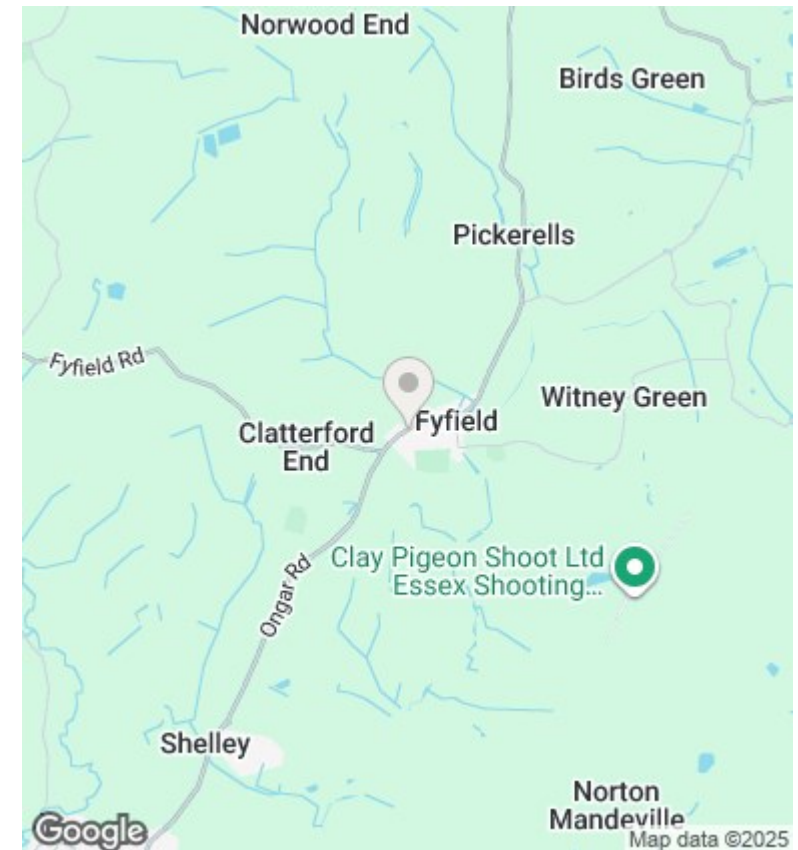 Norwood End
Birds Green
Pickerells
Fyfield Rd
Witney Green
Fyfield
Clatterford
End
Clay Pigeon Shoot Ltd
Essex Shooting...
Ongar Rd
Shelley
Norton
Mandeville
Google
Map data ©2025